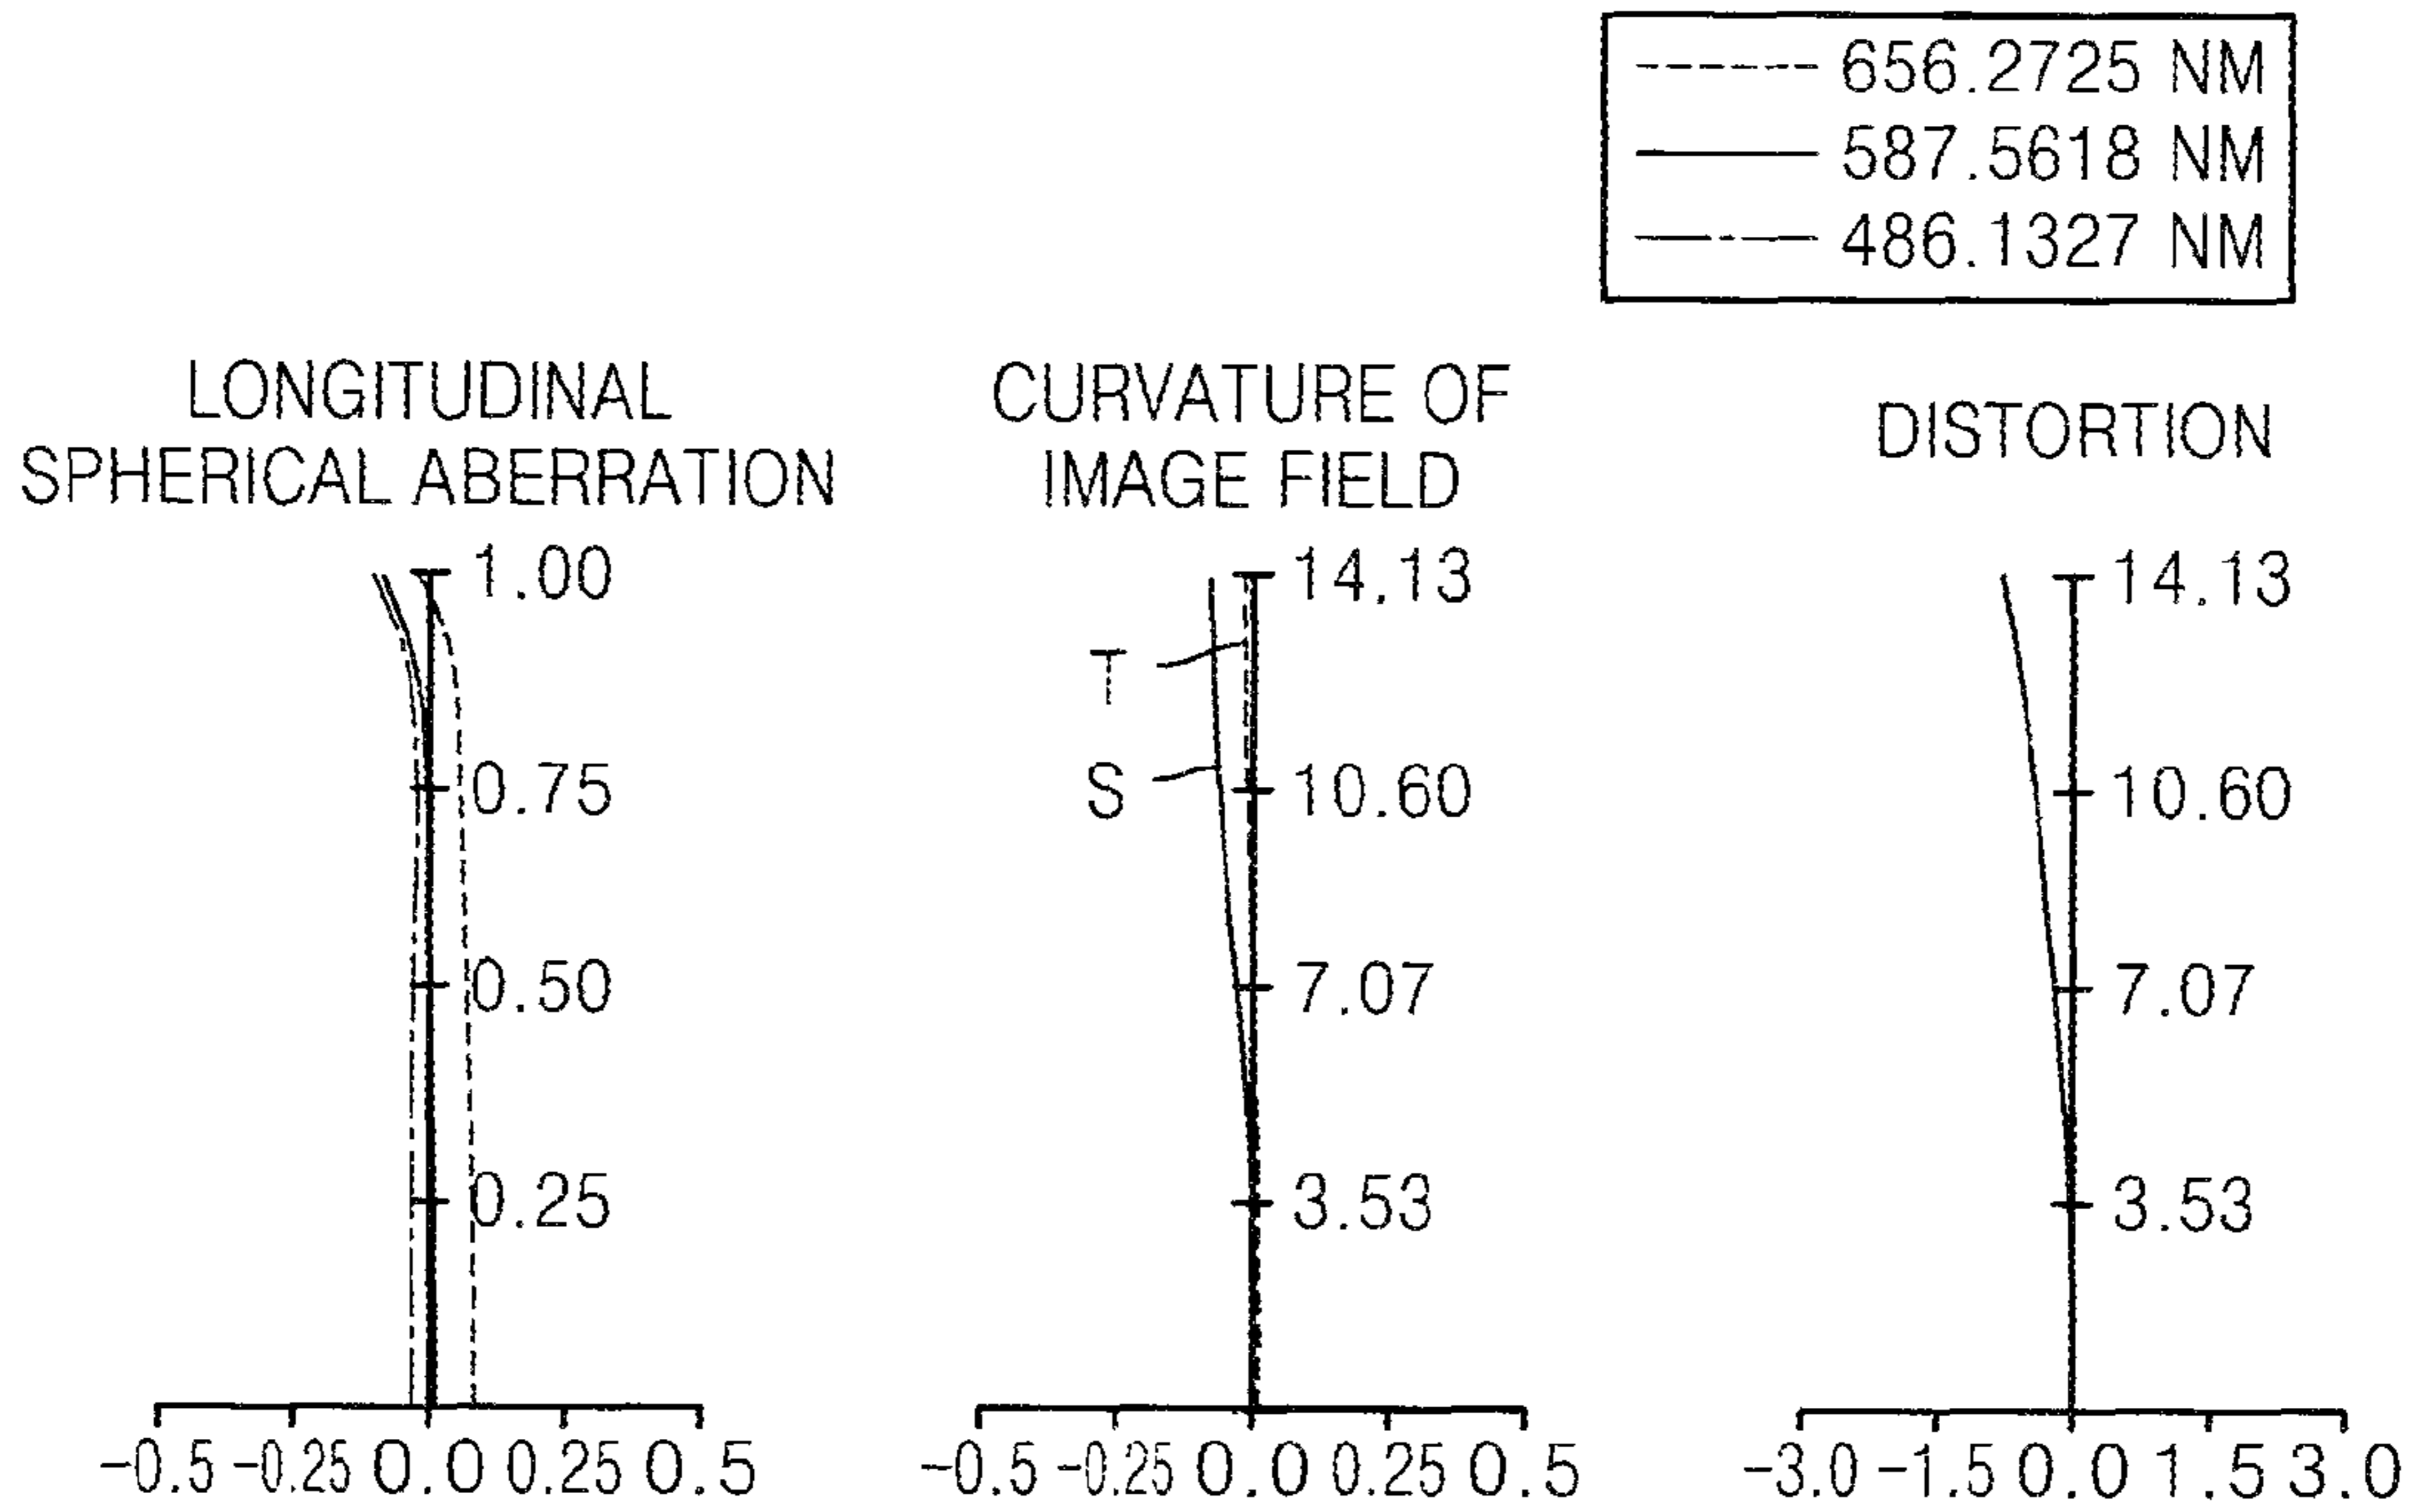 656.2725 NM
587.5618 NM
486.1327 NM
LONGITUDINAL
SPHERICAL ABERRATION
1.00
0.75
0.50
0.25
-0.5 -0.25 0.0 0.25 0.5
CURVATURE OF
IMAGE FIELD
14.13
T
S
10.60
7.07
3.53
-0.5 -0.25 0.0 0.25 0.5
DISTORTION
14.13
10.60
7.07
3.53
-3.0 -1.5 0.0 1.5 3.0